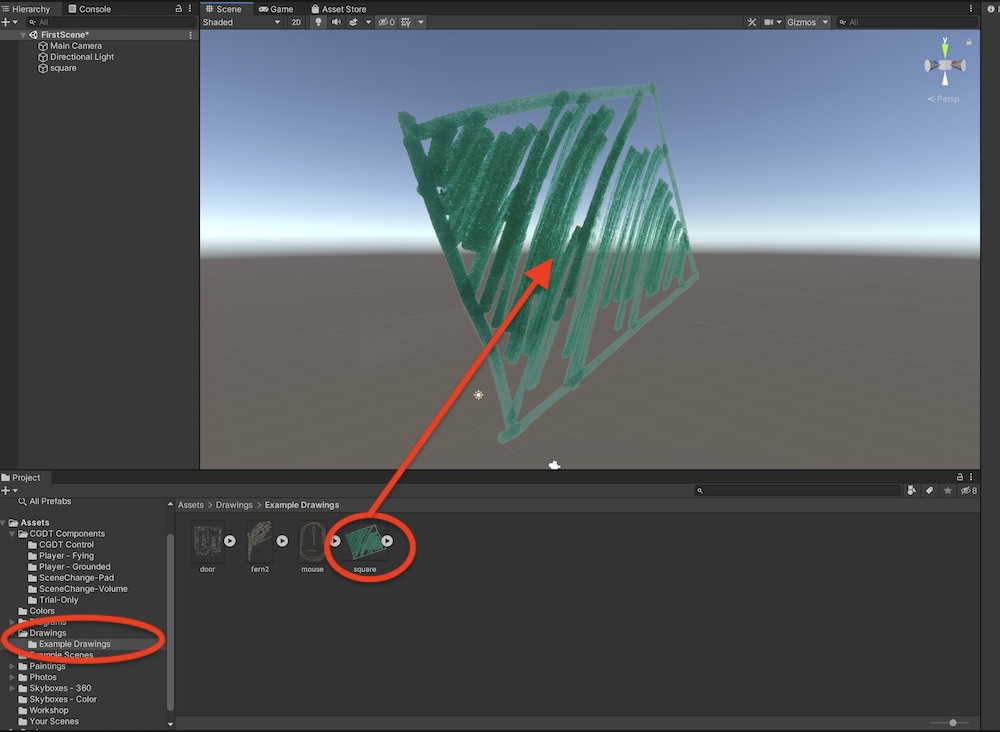 Hierarchy
Console
Scene
Game
Asset Store
All
Shaded
2D
0
Gizmos
All
FirstScene*
Main Camera
Directional Light
square
y
Persp
Project
8
All Prefabs
Assets > Drawings > Example Drawings
Assets
CGDT Components
CGDT Control
Player - Fying
Player - Grounded
SceneChange-Pad
SceneChange-Volume
Trial-Only
Colors
Diagrams
Drawings
Example Drawings
Example Scenes
Paintings
Photos
Skyboxes - 360
Skyboxes - Color
Workshop
Your Scenes
door
fern2
mouse
square